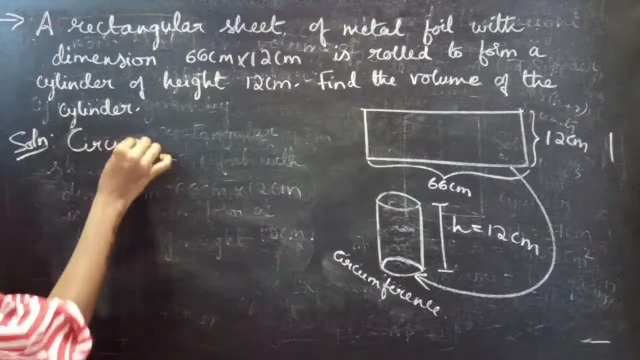 → A rectangular sheet of metal foil with
dimension 66cm x 12cm is rolled to form a
cylinder of height 12cm. Find the volume of the
cylinder.
Soln: Circu
12cm
66cm
h = 12cm
circumference